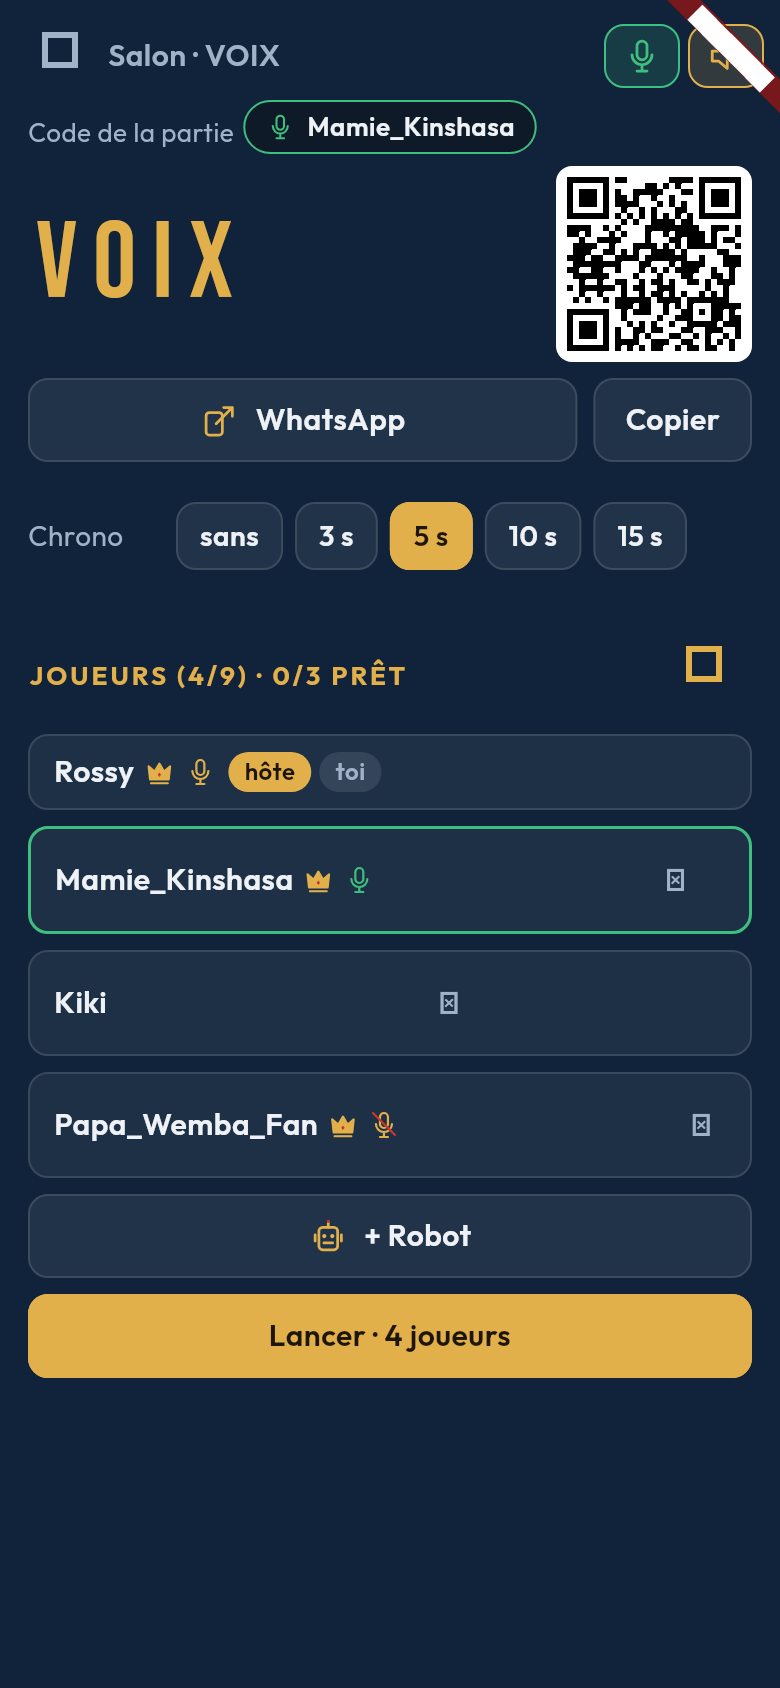 Salon · VOIX
Code de la partie
Mamie_Kinshasa
VOIX
WhatsApp
Copier
Chrono
sans
3 s
5 s
10 s
15 s
JOUEURS (4/9) · 0/3 PRÊT
Rossy hôte toi
Mamie_Kinshasa
Kiki
Papa_Wemba_Fan
+ Robot
Lancer · 4 joueurs